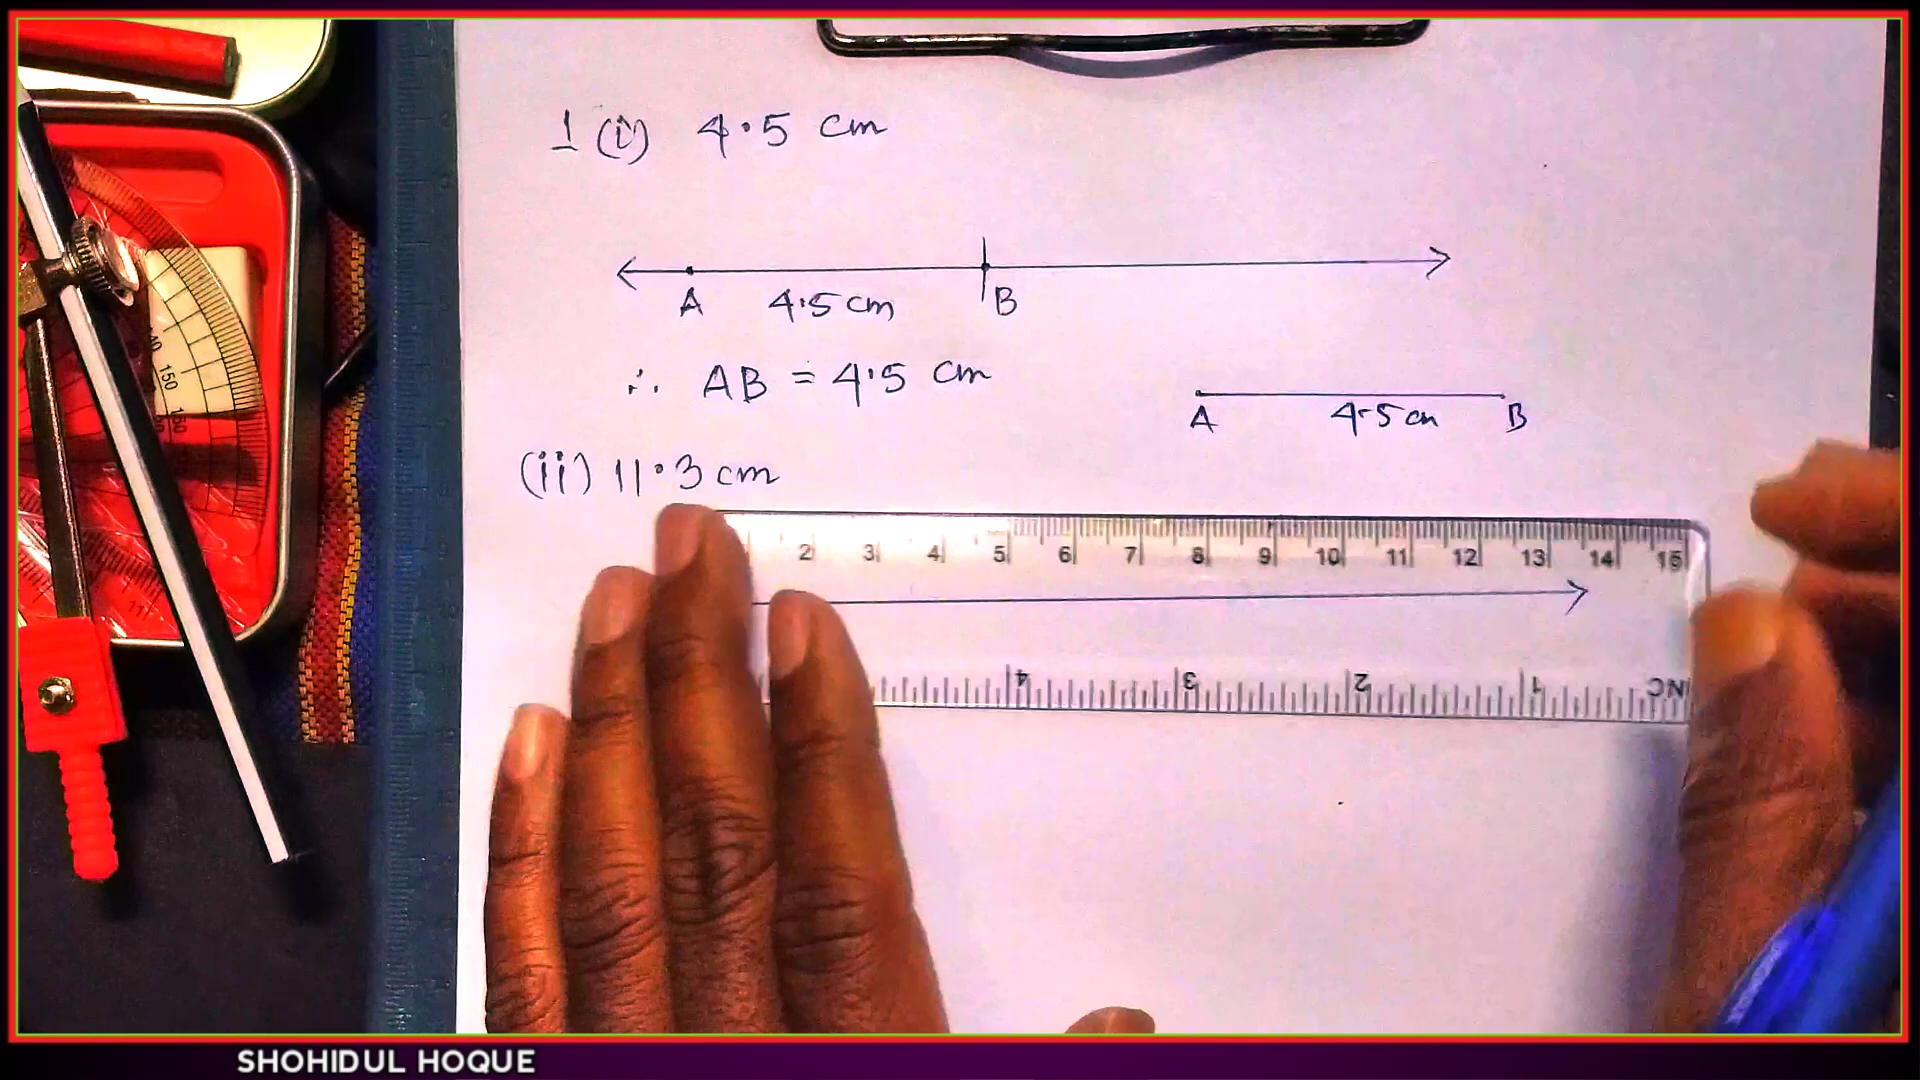 1 (i) 4.5 cm
A 4.5 cm B
∴ AB = 4.5 cm
A 4.5 cm B
(ii) 11.3 cm
2 3 4 5 6 7 8 9 10 11 12 13 14 15
4 3 2 1
150
SHOHIDUL HOQUE